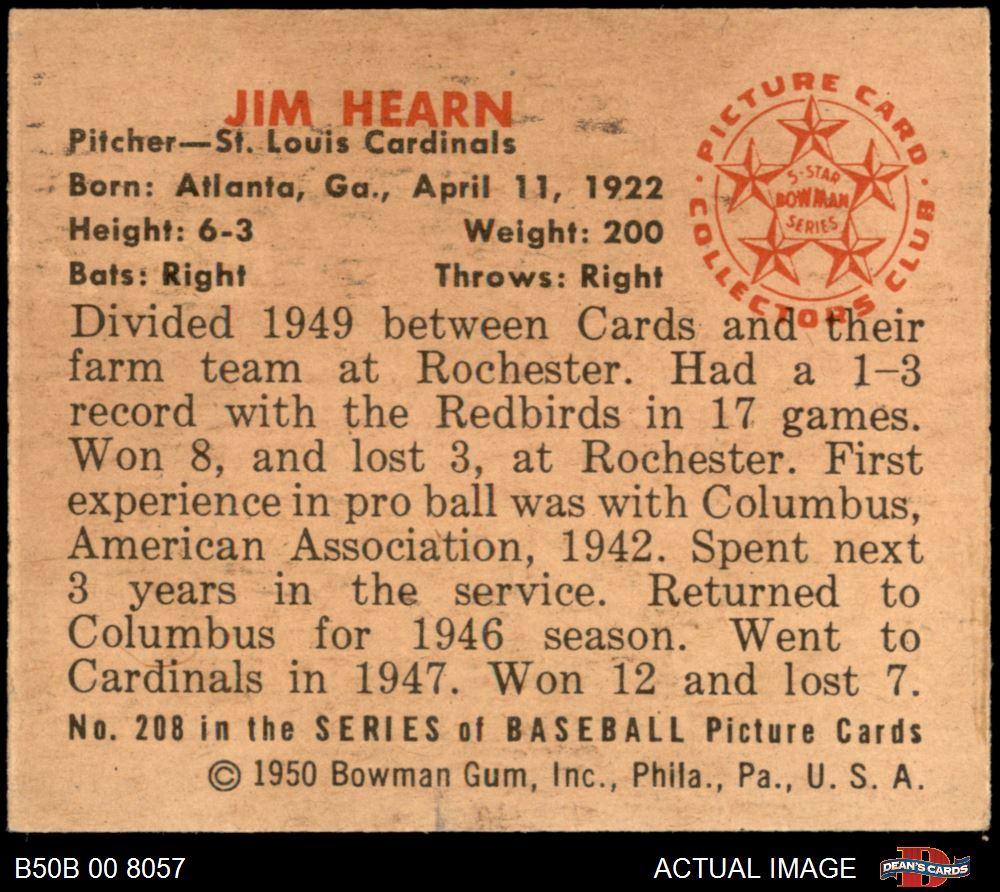 JIM HEARN
Pitcher—St. Louis Cardinals
Born: Atlanta, Ga., April 11, 1922
Height: 6-3 Weight: 200
Bats: Right Throws: Right
PICTURE CARD COLLECTORS CLUB
5-STAR
BOWMAN
SERIES
Divided 1949 between Cards and their
farm team at Rochester. Had a 1–3
record with the Redbirds in 17 games.
Won 8, and lost 3, at Rochester. First
experience in pro ball was with Columbus,
American Association, 1942. Spent next
3 years in the service. Returned to
Columbus for 1946 season. Went to
Cardinals in 1947. Won 12 and lost 7.
No. 208 in the SERIES of BASEBALL Picture Cards
© 1950 Bowman Gum, Inc., Phila., Pa., U. S. A.
B50B 00 8057 ACTUAL IMAGE DEAN'S CARDS